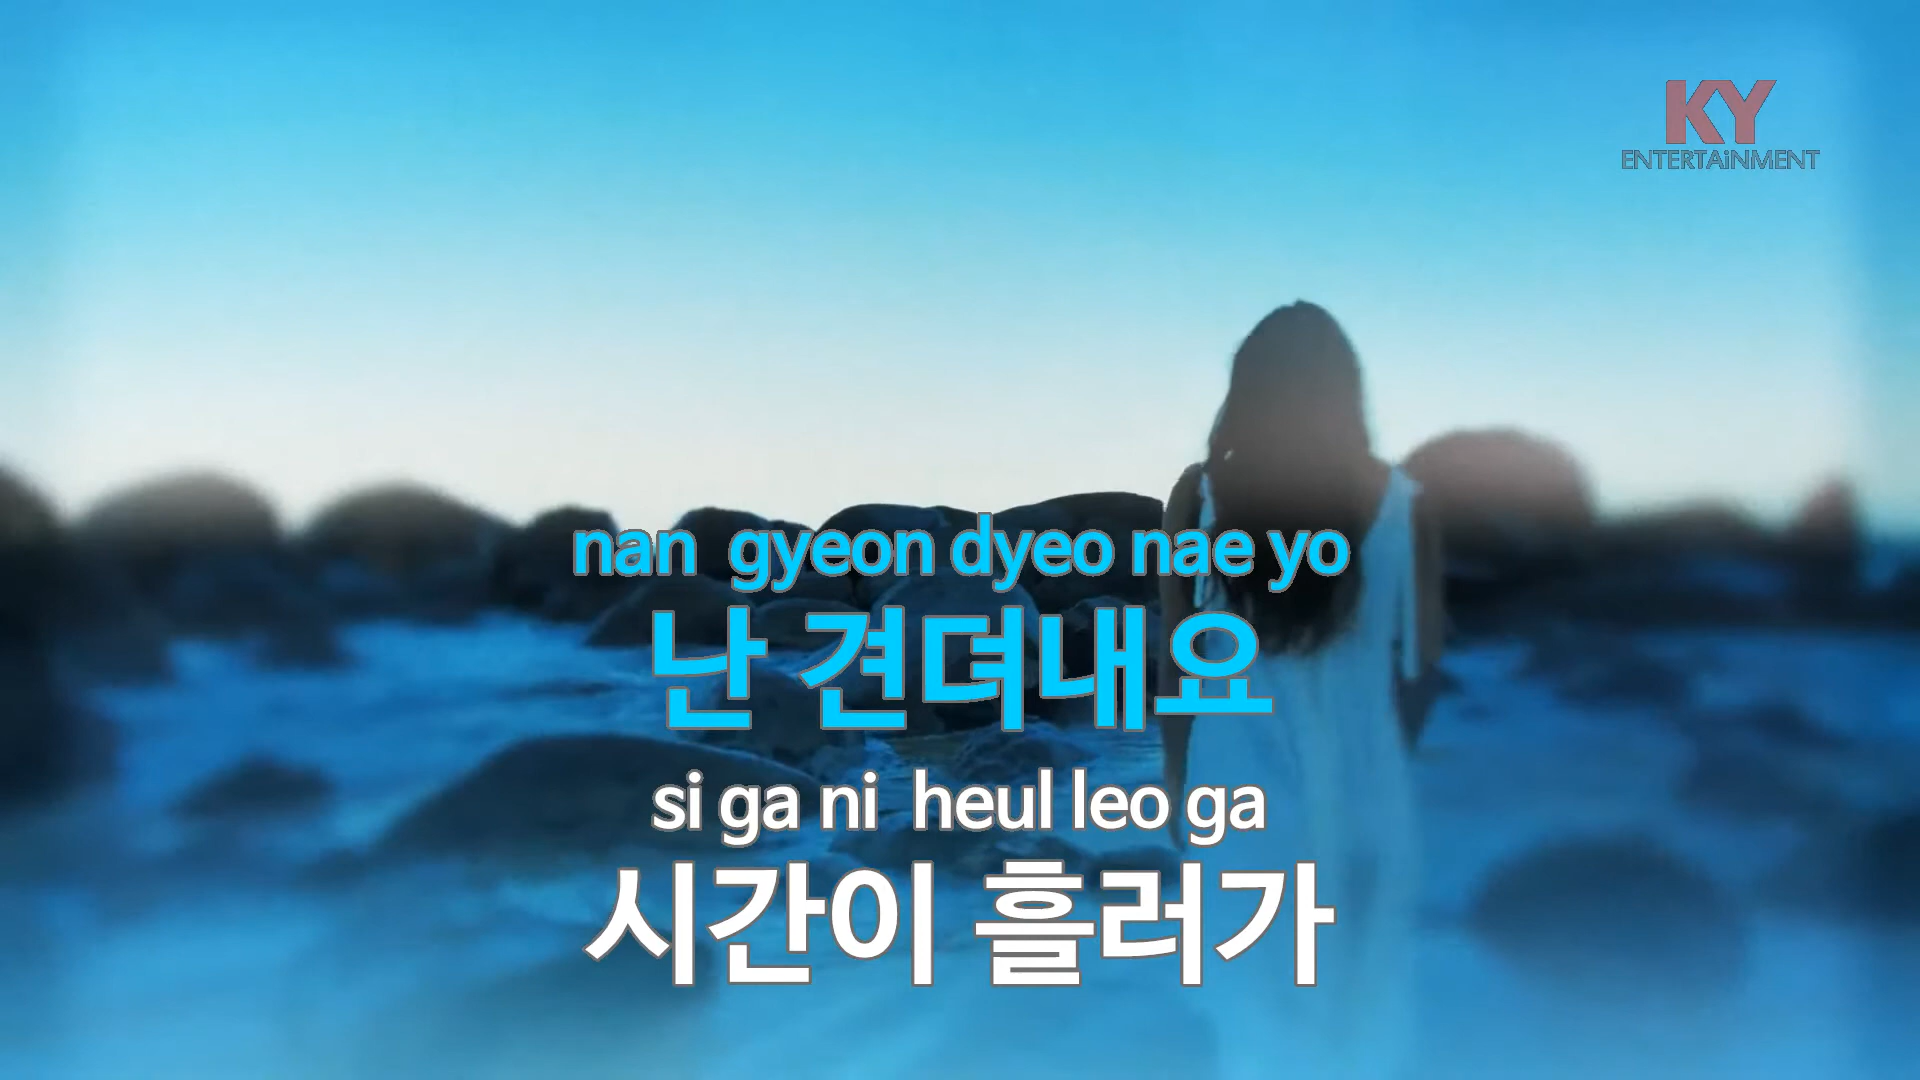 KY
ENTERTAiNMENT
nan gyeon dyeo nae yo
난 견뎌내요
si ga ni heul leo ga
시간이 흘러가